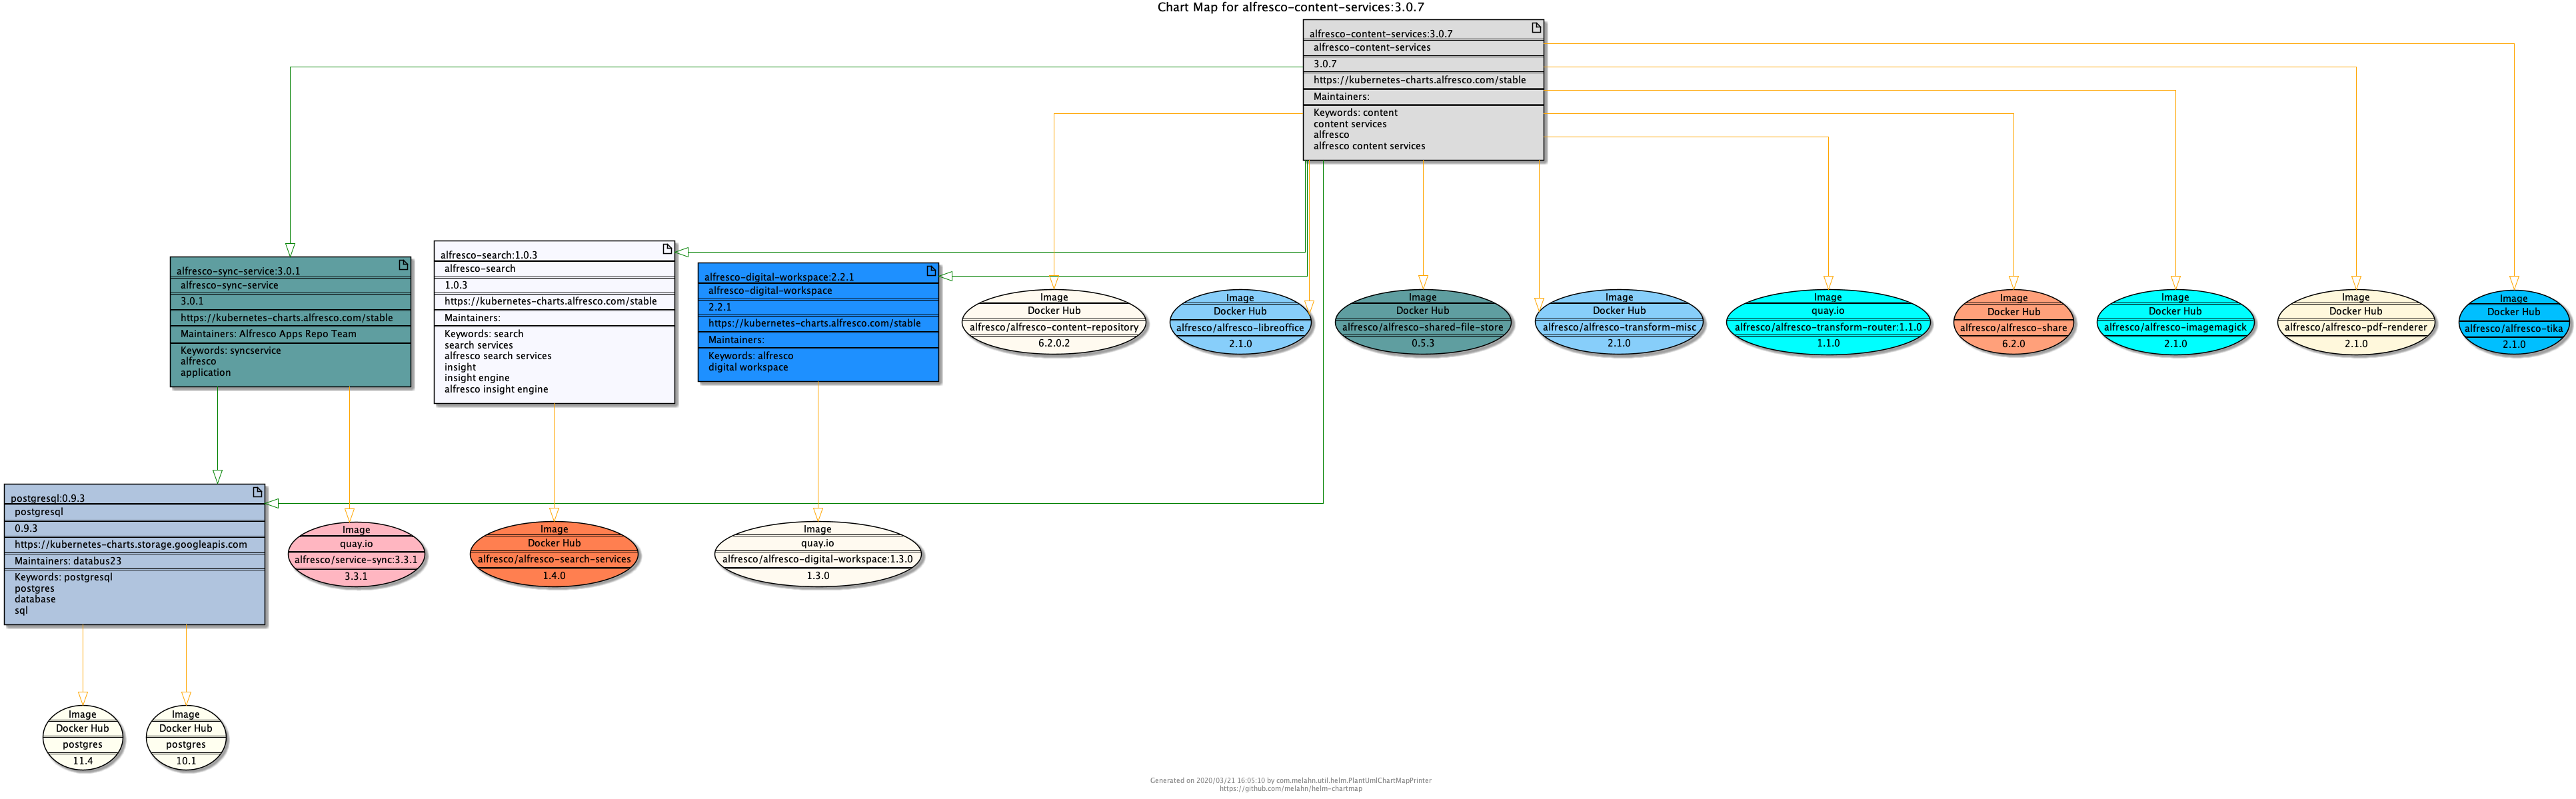 Chart Map for alfresco-content-services:3.0.7
alfresco-content-services:3.0.7
alfresco-content-services
3.0.7
https://kubernetes-charts.alfresco.com/stable
Maintainers:
Keywords: content
content services
alfresco
alfresco content services
alfresco-sync-service:3.0.1
alfresco-sync-service
3.0.1
https://kubernetes-charts.alfresco.com/stable
Maintainers: Alfresco Apps Repo Team
Keywords: syncservice
alfresco
application
alfresco-search:1.0.3
alfresco-search
1.0.3
https://kubernetes-charts.alfresco.com/stable
Maintainers:
Keywords: search
search services
alfresco search services
insight
insight engine
alfresco insight engine
alfresco-digital-workspace:2.2.1
alfresco-digital-workspace
2.2.1
https://kubernetes-charts.alfresco.com/stable
Maintainers:
Keywords: alfresco
digital workspace
Image
Docker Hub
alfresco/alfresco-content-repository
6.2.0.2
Image
Docker Hub
alfresco/alfresco-libreoffice
2.1.0
Image
Docker Hub
alfresco/alfresco-shared-file-store
0.5.3
Image
Docker Hub
alfresco/alfresco-transform-misc
2.1.0
Image
quay.io
alfresco/alfresco-transform-router:1.1.0
1.1.0
Image
Docker Hub
alfresco/alfresco-share
6.2.0
Image
Docker Hub
alfresco/alfresco-imagemagick
2.1.0
Image
Docker Hub
alfresco/alfresco-pdf-renderer
2.1.0
Image
Docker Hub
alfresco/alfresco-tika
2.1.0
postgresql:0.9.3
postgresql
0.9.3
https://kubernetes-charts.storage.googleapis.com
Maintainers: databus23
Keywords: postgresql
postgres
database
sql
Image
quay.io
alfresco/service-sync:3.3.1
3.3.1
Image
Docker Hub
alfresco/alfresco-search-services
1.4.0
Image
quay.io
alfresco/alfresco-digital-workspace:1.3.0
1.3.0
Image
Docker Hub
postgres
11.4
Image
Docker Hub
postgres
10.1
Generated on 2020/03/21 16:05:10 by com.melahn.util.helm.PlantUmlChartMapPrinter
https://github.com/melahn/helm-chartmap